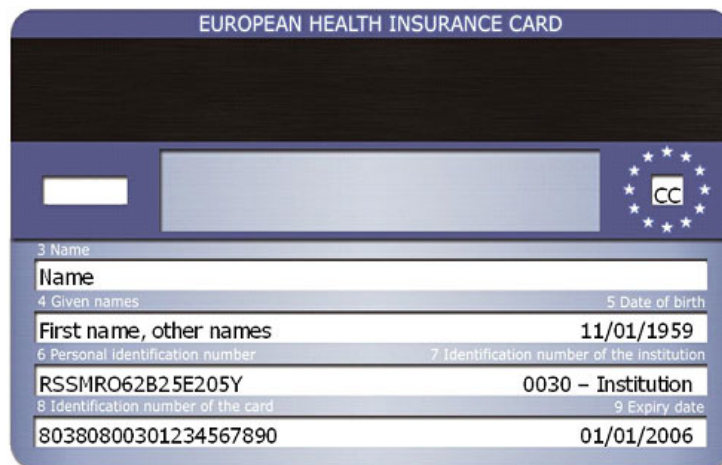 EUROPEAN HEALTH INSURANCE CARD
CC
3 Name
Name
4 Given names 5 Date of birth
First name, other names 11/01/1959
6 Personal identification number 7 Identification number of the institution
RSSMRO62B25E205Y 0030 – Institution
8 Identification number of the card 9 Expiry date
80380800301234567890 01/01/2006